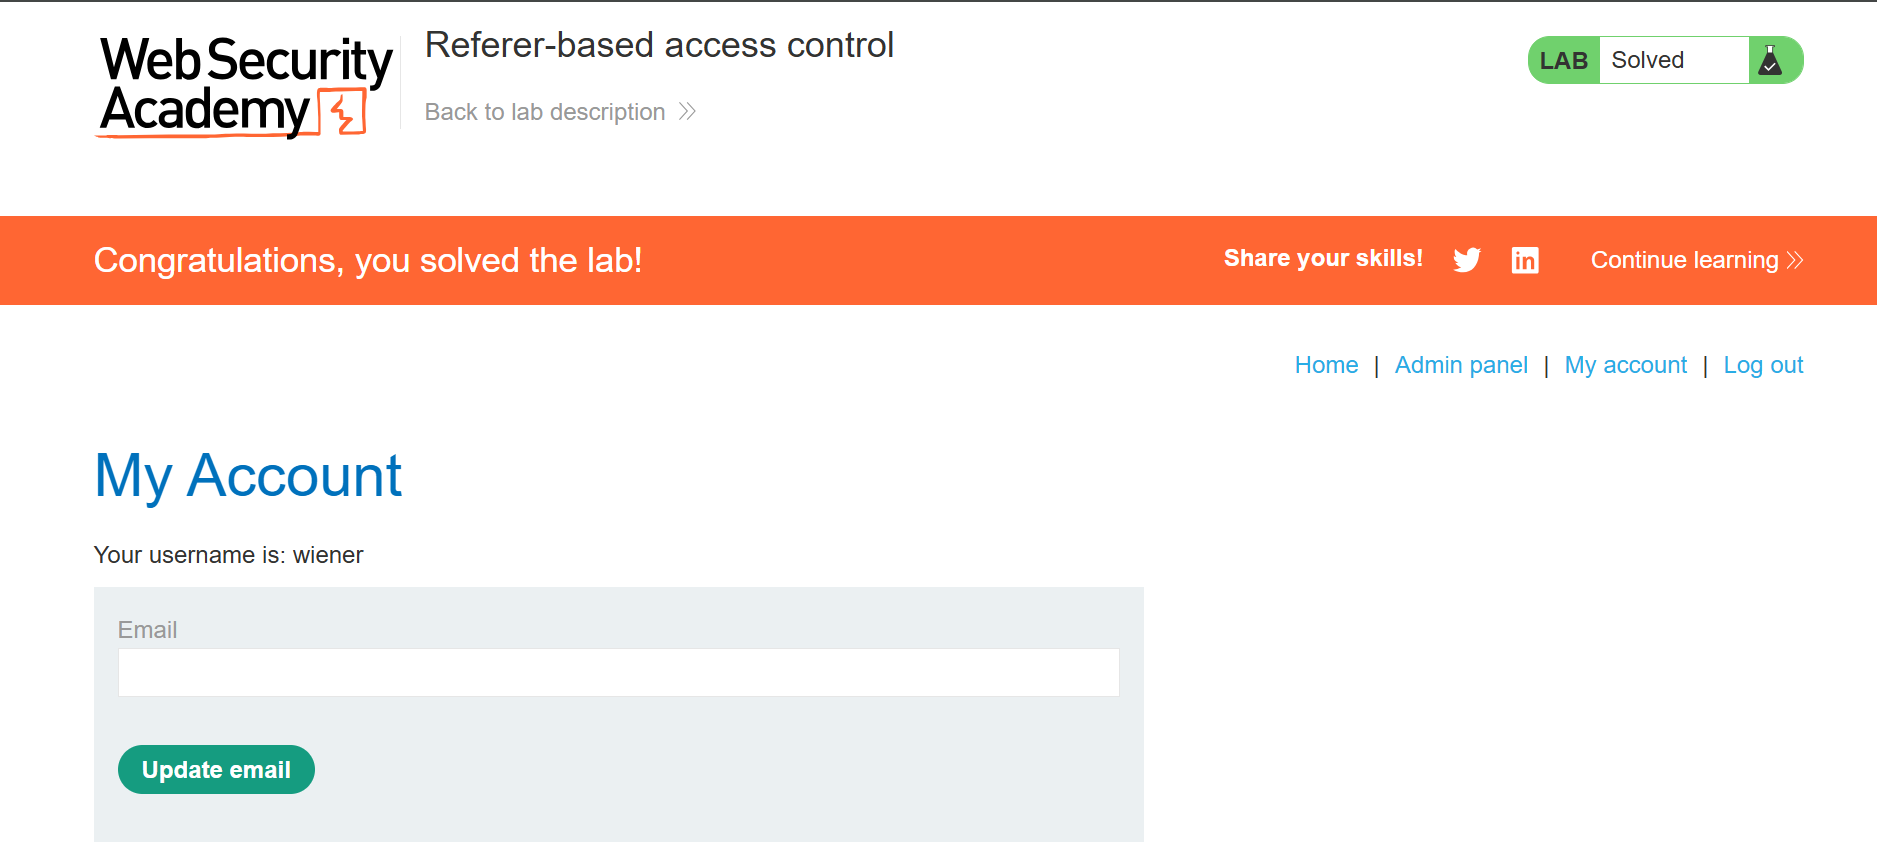 Web Security
Academy
Referer-based access control
Back to lab description
LAB Solved
Congratulations, you solved the lab!
Share your skills!
Continue learning
Home | Admin panel | My account | Log out
My Account
Your username is: wiener
Email
Update email